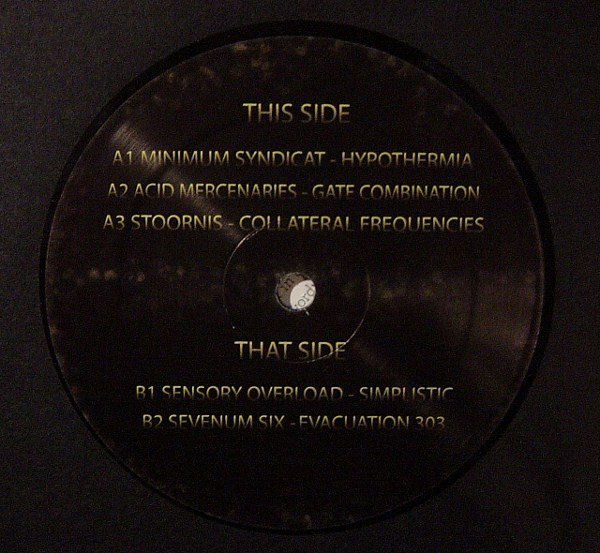 THIS SIDE
A1 MINIMUM SYNDICAT - HYPOTHERMIA
A2 ACID MERCENARIES - GATE COMBINATION
A3 STOORNIS - COLLATERAL FREQUENCIES
THAT SIDE
B1 SENSORY OVERLOAD - SIMPLISTIC
B2 SEVENUM SIX - EVACUATION 303